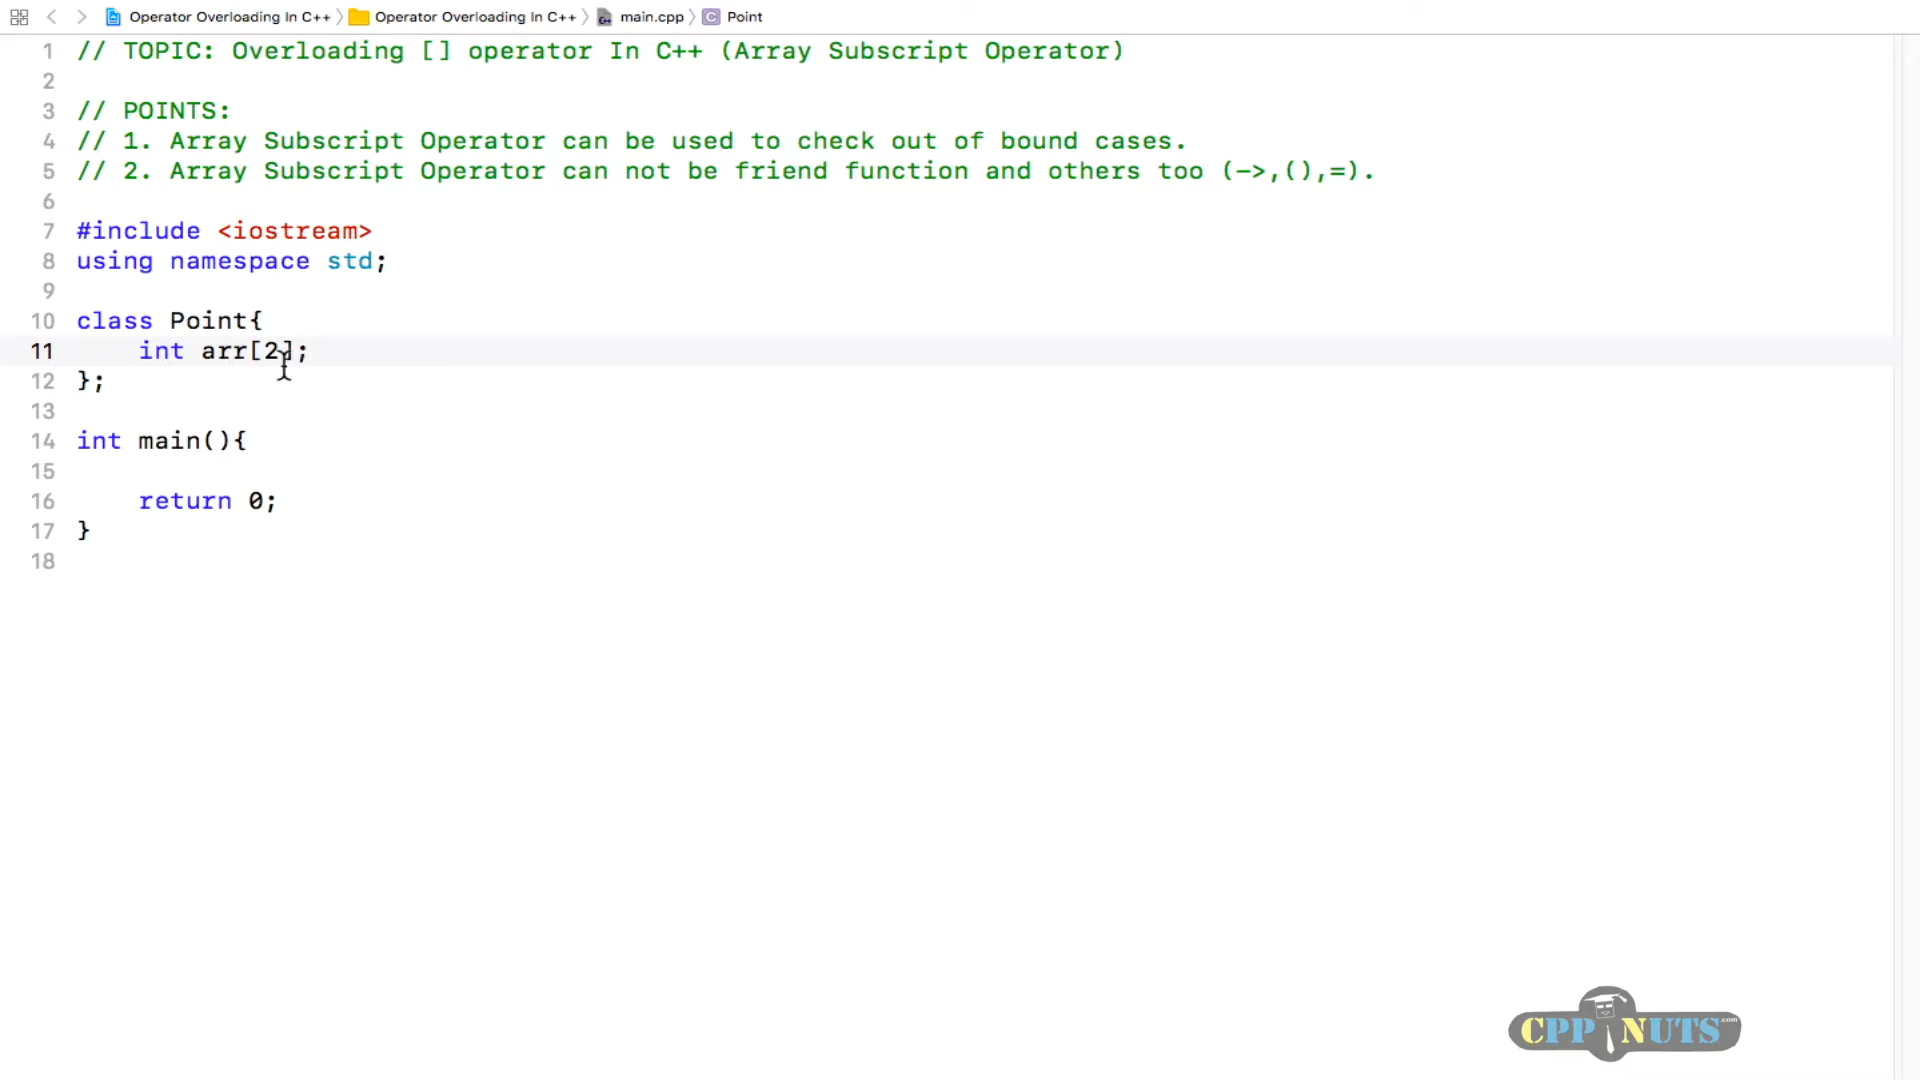 Operator Overloading In C++ 〉 Operator Overloading In C++ 〉 main.cpp 〉 C Point
1 // TOPIC: Overloading [] operator In C++ (Array Subscript Operator)
2
3 // POINTS:
4 // 1. Array Subscript Operator can be used to check out of bound cases.
5 // 2. Array Subscript Operator can not be friend function and others too (->,(),=).
6
7 #include <iostream>
8 using namespace std;
9
10 class Point{
11     int arr[2];
12 };
13
14 int main(){
15
16     return 0;
17 }
18
CPP NUTS .com